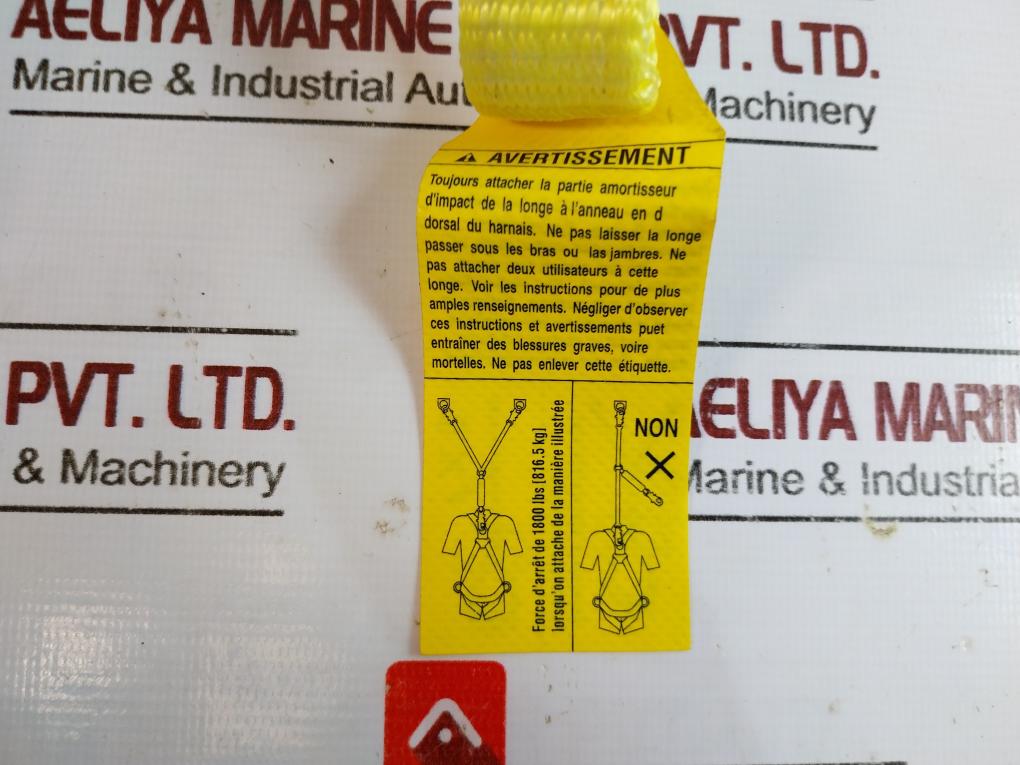 AELIYA MARINE PVT. LTD.
Marine & Industrial Machinery
⚠ AVERTISSEMENT
Toujours attacher la partie amortisseur
d'impact de la longe à l'anneau en d
dorsal du harnais. Ne pas laisser la longe
passer sous les bras ou las jambres. Ne
pas attacher deux utilisateurs à cette
longe. Voir les instructions pour de plus
amples renseignements. Négliger d'observer
ces instructions et avertissements puet
entraîner des blessures graves, voire
mortelles. Ne pas enlever cette étiquette.
Force d'arrêt de 1800 lbs [816.5 kg]
lorsqu'on attache de la manière illustrée
NON
PVT. LTD.
& Machinery
AELIYA MARIN
Marine & Industria